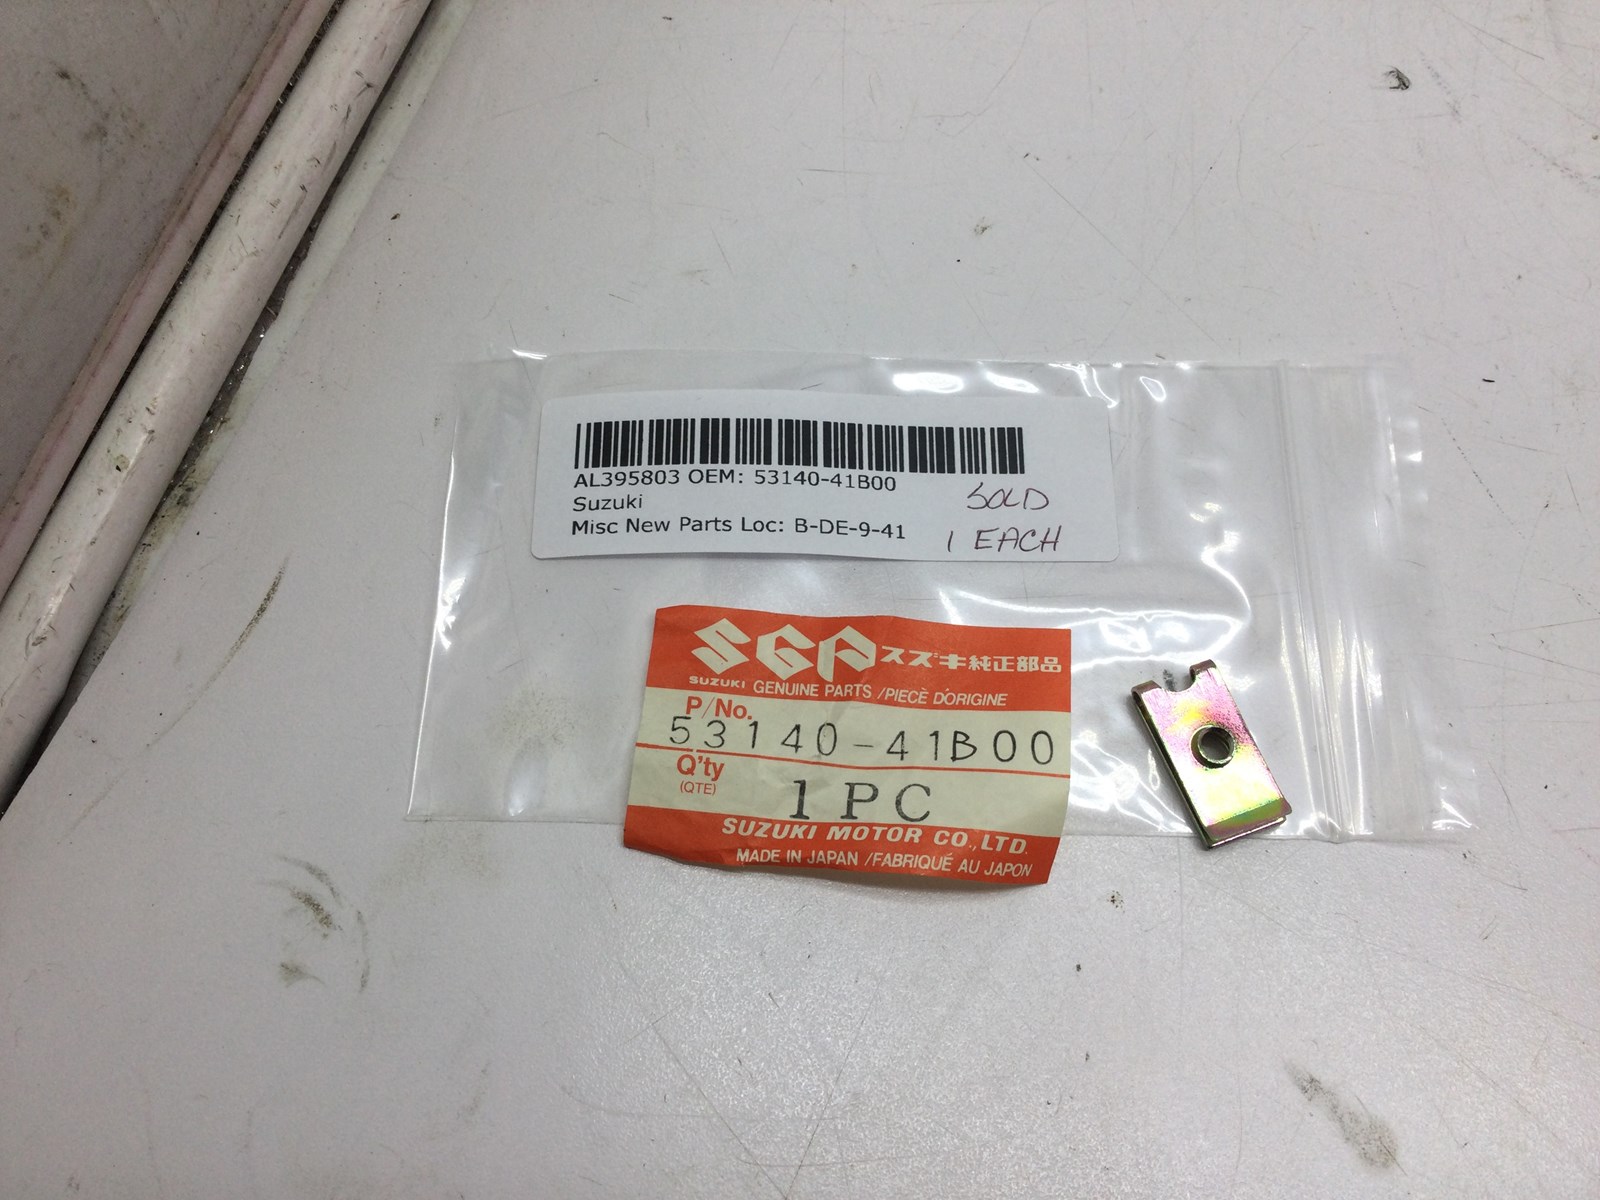 AL395803 OEM: 53140-41B00
Suzuki
Misc New Parts Loc: B-DE-9-41
SOLD
1 EACH
SGP スズキ純正部品
SUZUKI GENUINE PARTS /PIECÈ D'ORIGINE
P/No.
53140-41B00
Q'ty
(QTE)
1PC
SUZUKI MOTOR CO.,LTD.
MADE IN JAPAN /FABRIQUÉ AU JAPON